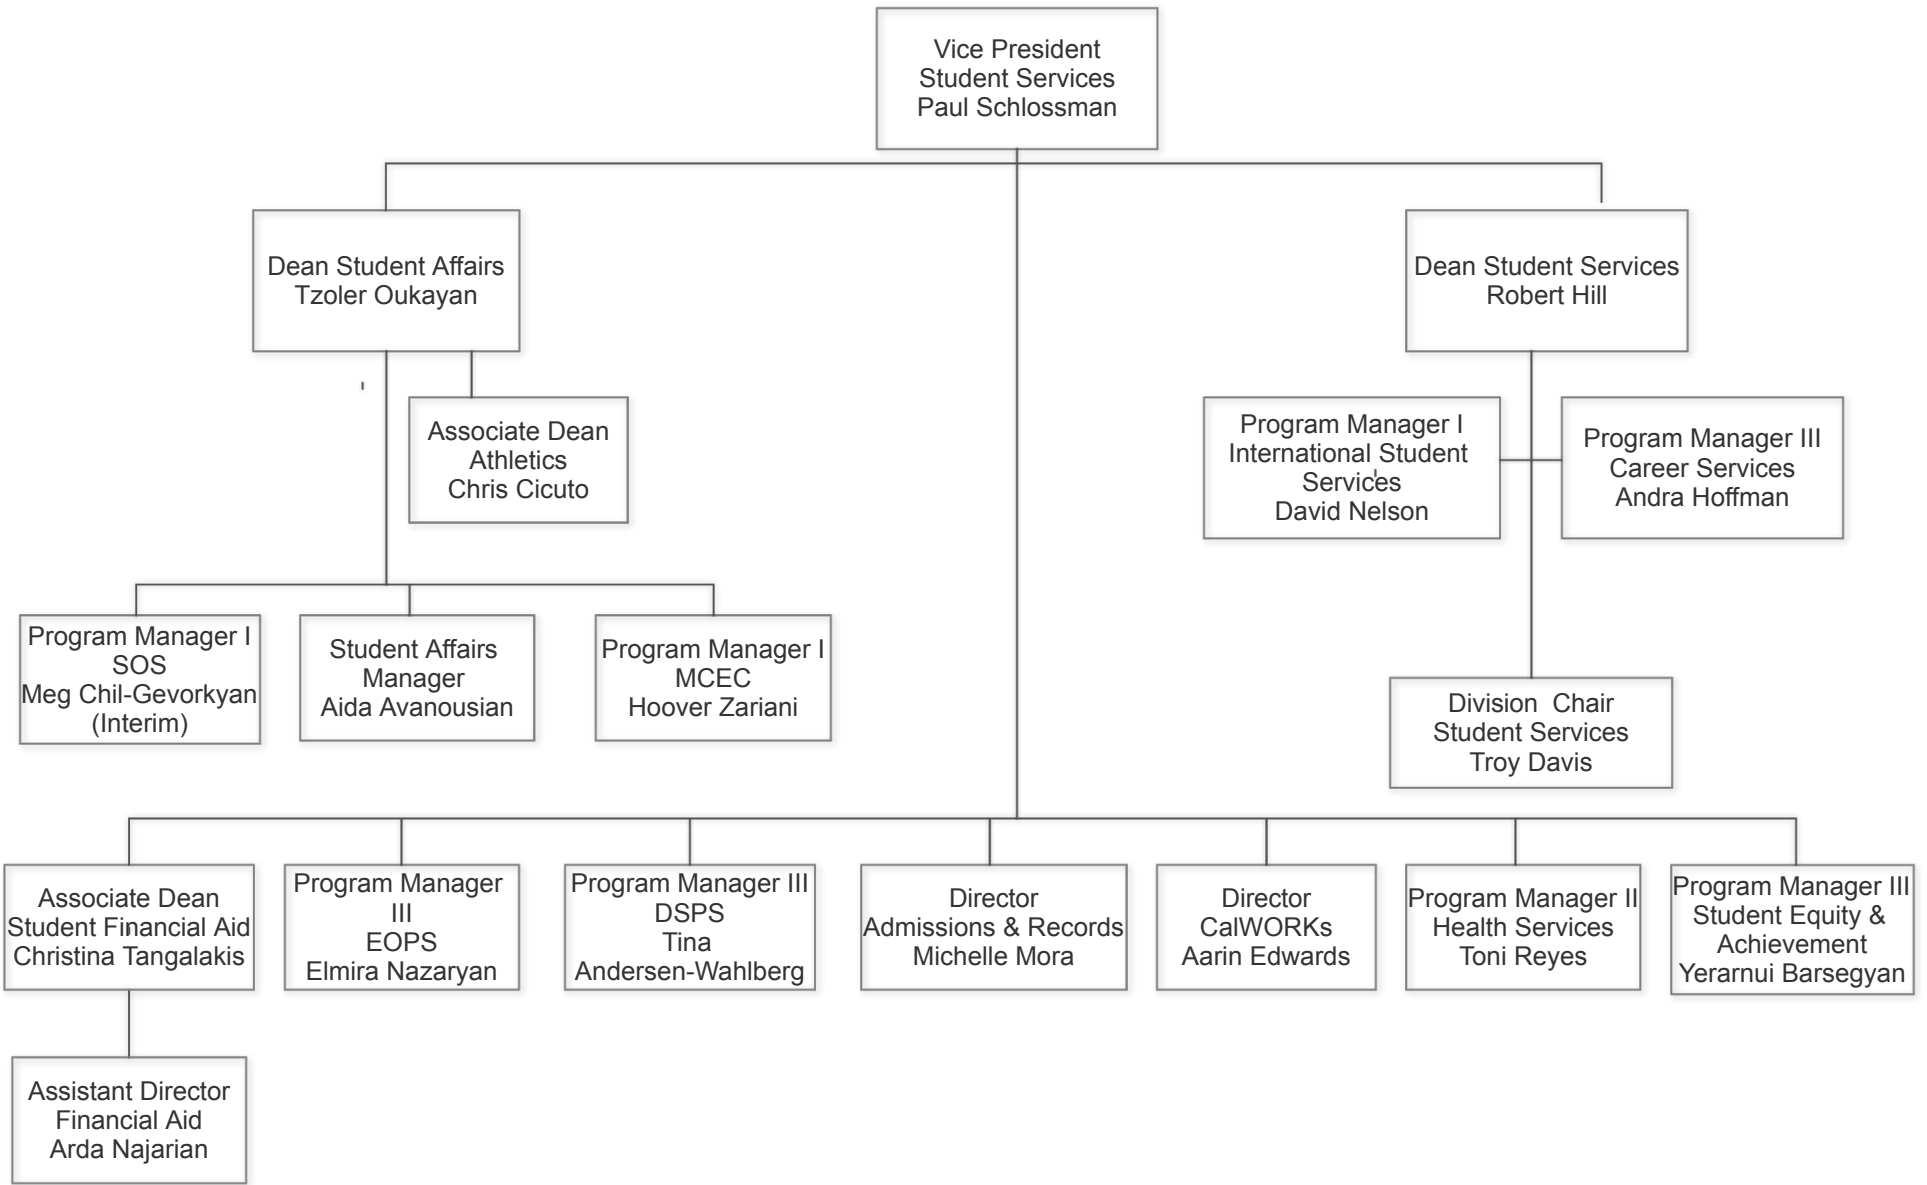 Vice President
Student Services
Paul Schlossman
Dean Student Affairs
Tzoler Oukayan
Dean Student Services
Robert Hill
Associate Dean
Athletics
Chris Cicuto
Program Manager I
International Student
Services
David Nelson
Program Manager III
Career Services
Andra Hoffman
Program Manager I
SOS
Meg Chil-Gevorkyan
(Interim)
Student Affairs
Manager
Aida Avanousian
Program Manager I
MCEC
Hoover Zariani
Division  Chair
Student Services
Troy Davis
Associate Dean
Student Financial Aid
Christina Tangalakis
Program Manager
III
EOPS
Elmira Nazaryan
Program Manager III
DSPS
Tina
Andersen-Wahlberg
Director
Admissions & Records
Michelle Mora
Director
CalWORKs
Aarin Edwards
Program Manager II
Health Services
Toni Reyes
Program Manager III
Student Equity &
Achievement
Yerarnui Barsegyan
Assistant Director
Financial Aid
Arda Najarian